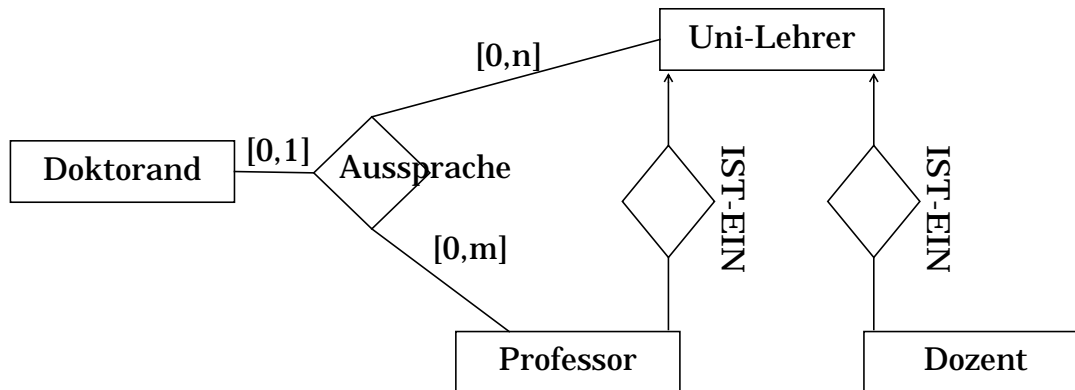 Uni-Lehrer
[0,n]
Doktorand
[0,1]
Aussprache
IST-EIN
IST-EIN
[0,m]
Professor
Dozent